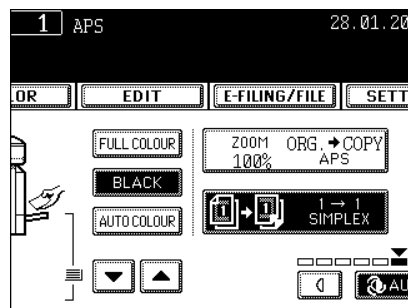 1 APS 28.01.20
LOR EDIT E-FILING/FILE SETT
FULL COLOUR
ZOOM ORG.➔COPY
100% APS
BLACK
1 → 1
SIMPLEX
AUTO COLOUR
AU